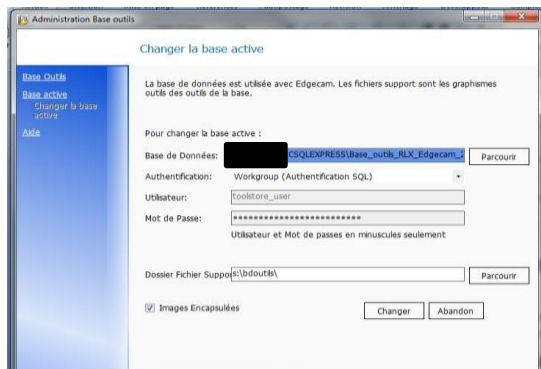 Administration Base outils
Changer la base active
Base Outils
Base active
Changer la base
active
Aide
La base de données est utilisée avec Edgecam. Les fichiers support sont les graphismes
outils des outils de la base.
Pour changer la base active :
Base de Données: CSQLEXPRESS\Base_outils_RLX_Edgecam_ Parcourir
Authentification: Workgroup (Authentification SQL)
Utilisateur: toolstore_user
Mot de Passe: **************************
Utilisateur et Mot de passes en minuscules seulement
Dossier Fichier Suppor s:\bdoutils\ Parcourir
Images Encapsulées Changer Abandon